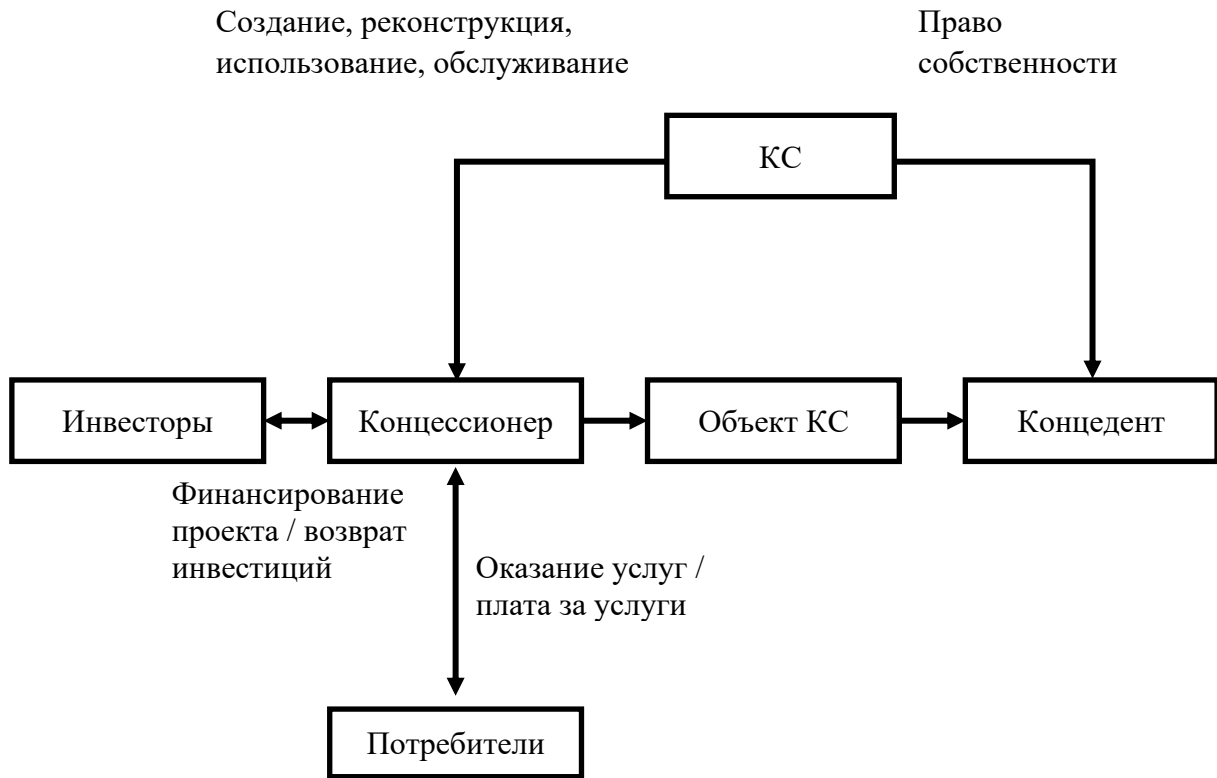 Создание, реконструкция,
использование, обслуживание
Право
собственности
КС
Инвесторы
Концессионер
Объект КС
Концедент
Финансирование
проекта / возврат
инвестиций
Оказание услуг /
плата за услуги
Потребители